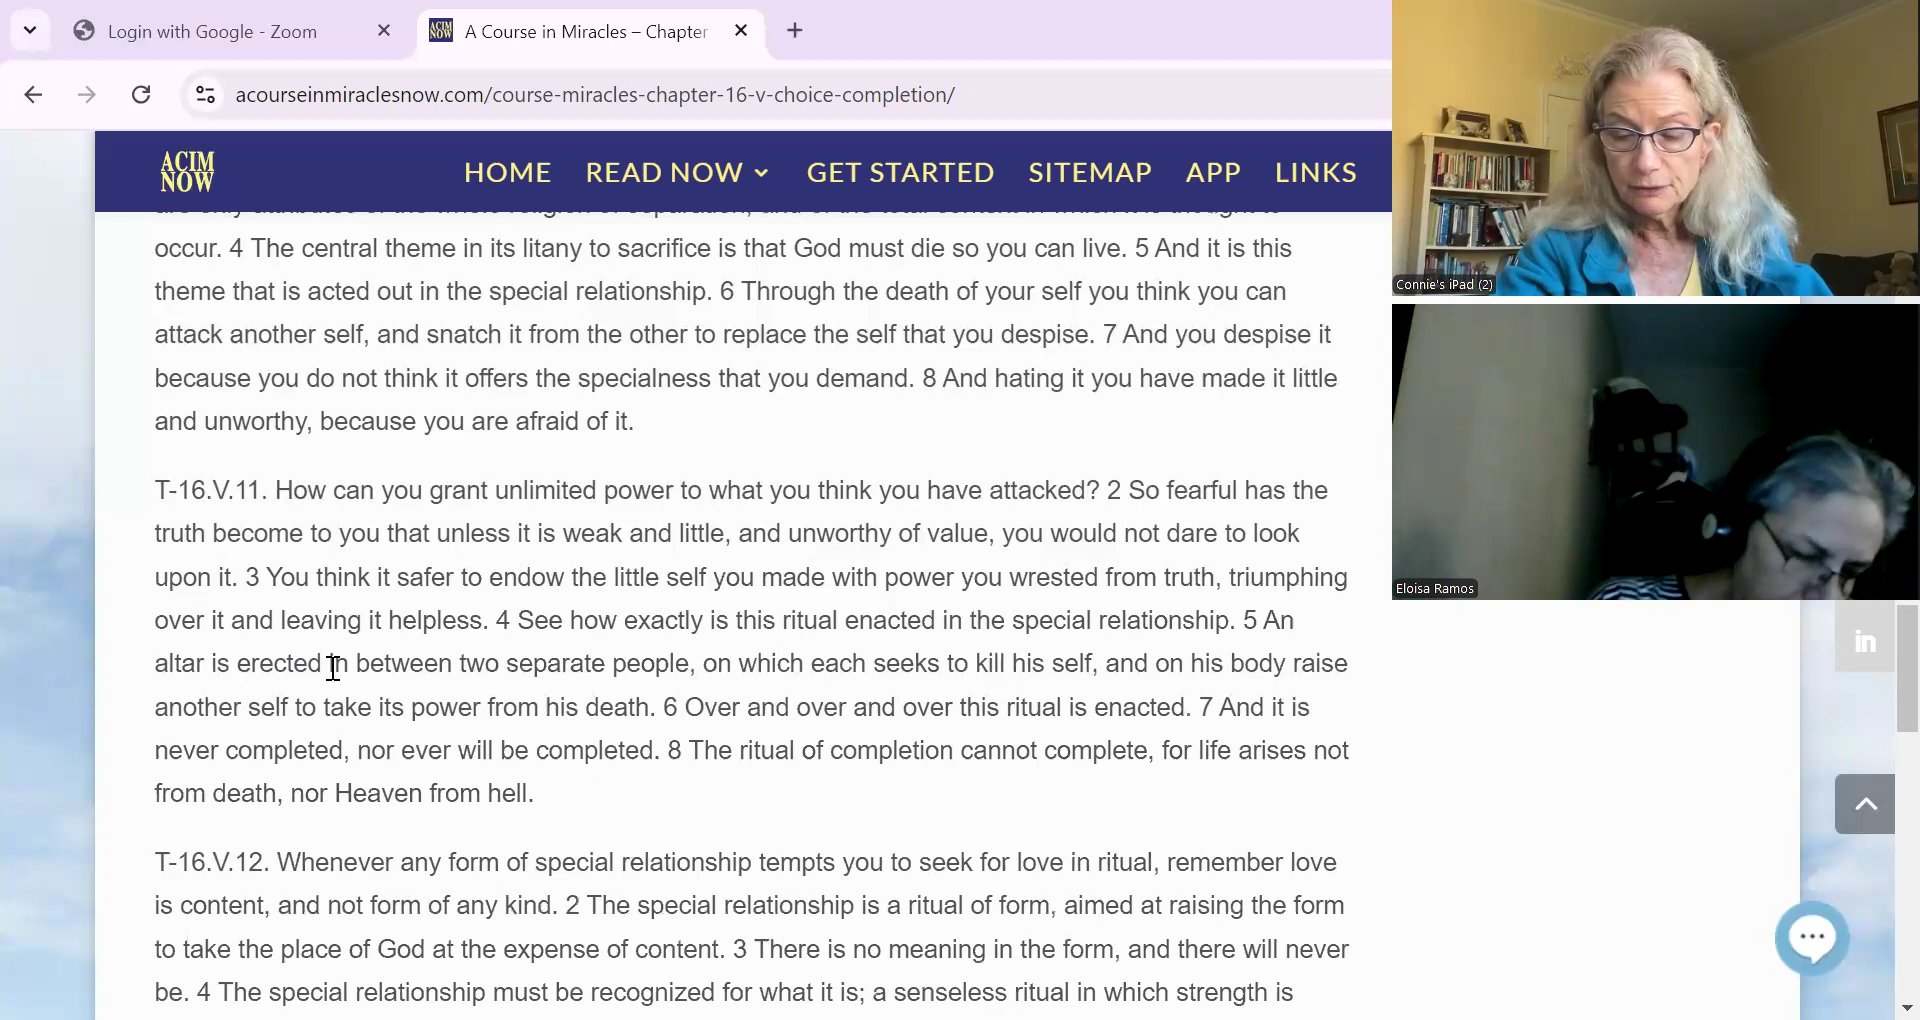 Login with Google - Zoom
A Course in Miracles – Chapter
acourseinmiraclesnow.com/course-miracles-chapter-16-v-choice-completion/
ACIM
NOW
HOME READ NOW GET STARTED SITEMAP APP LINKS
occur. 4 The central theme in its litany to sacrifice is that God must die so you can live. 5 And it is this
theme that is acted out in the special relationship. 6 Through the death of your self you think you can
attack another self, and snatch it from the other to replace the self that you despise. 7 And you despise it
because you do not think it offers the specialness that you demand. 8 And hating it you have made it little
and unworthy, because you are afraid of it.
T-16.V.11. How can you grant unlimited power to what you think you have attacked? 2 So fearful has the
truth become to you that unless it is weak and little, and unworthy of value, you would not dare to look
upon it. 3 You think it safer to endow the little self you made with power you wrested from truth, triumphing
over it and leaving it helpless. 4 See how exactly is this ritual enacted in the special relationship. 5 An
altar is erected in between two separate people, on which each seeks to kill his self, and on his body raise
another self to take its power from his death. 6 Over and over and over this ritual is enacted. 7 And it is
never completed, nor ever will be completed. 8 The ritual of completion cannot complete, for life arises not
from death, nor Heaven from hell.
T-16.V.12. Whenever any form of special relationship tempts you to seek for love in ritual, remember love
is content, and not form of any kind. 2 The special relationship is a ritual of form, aimed at raising the form
to take the place of God at the expense of content. 3 There is no meaning in the form, and there will never
be. 4 The special relationship must be recognized for what it is; a senseless ritual in which strength is
Connie's iPad (2)
Eloisa Ramos
in